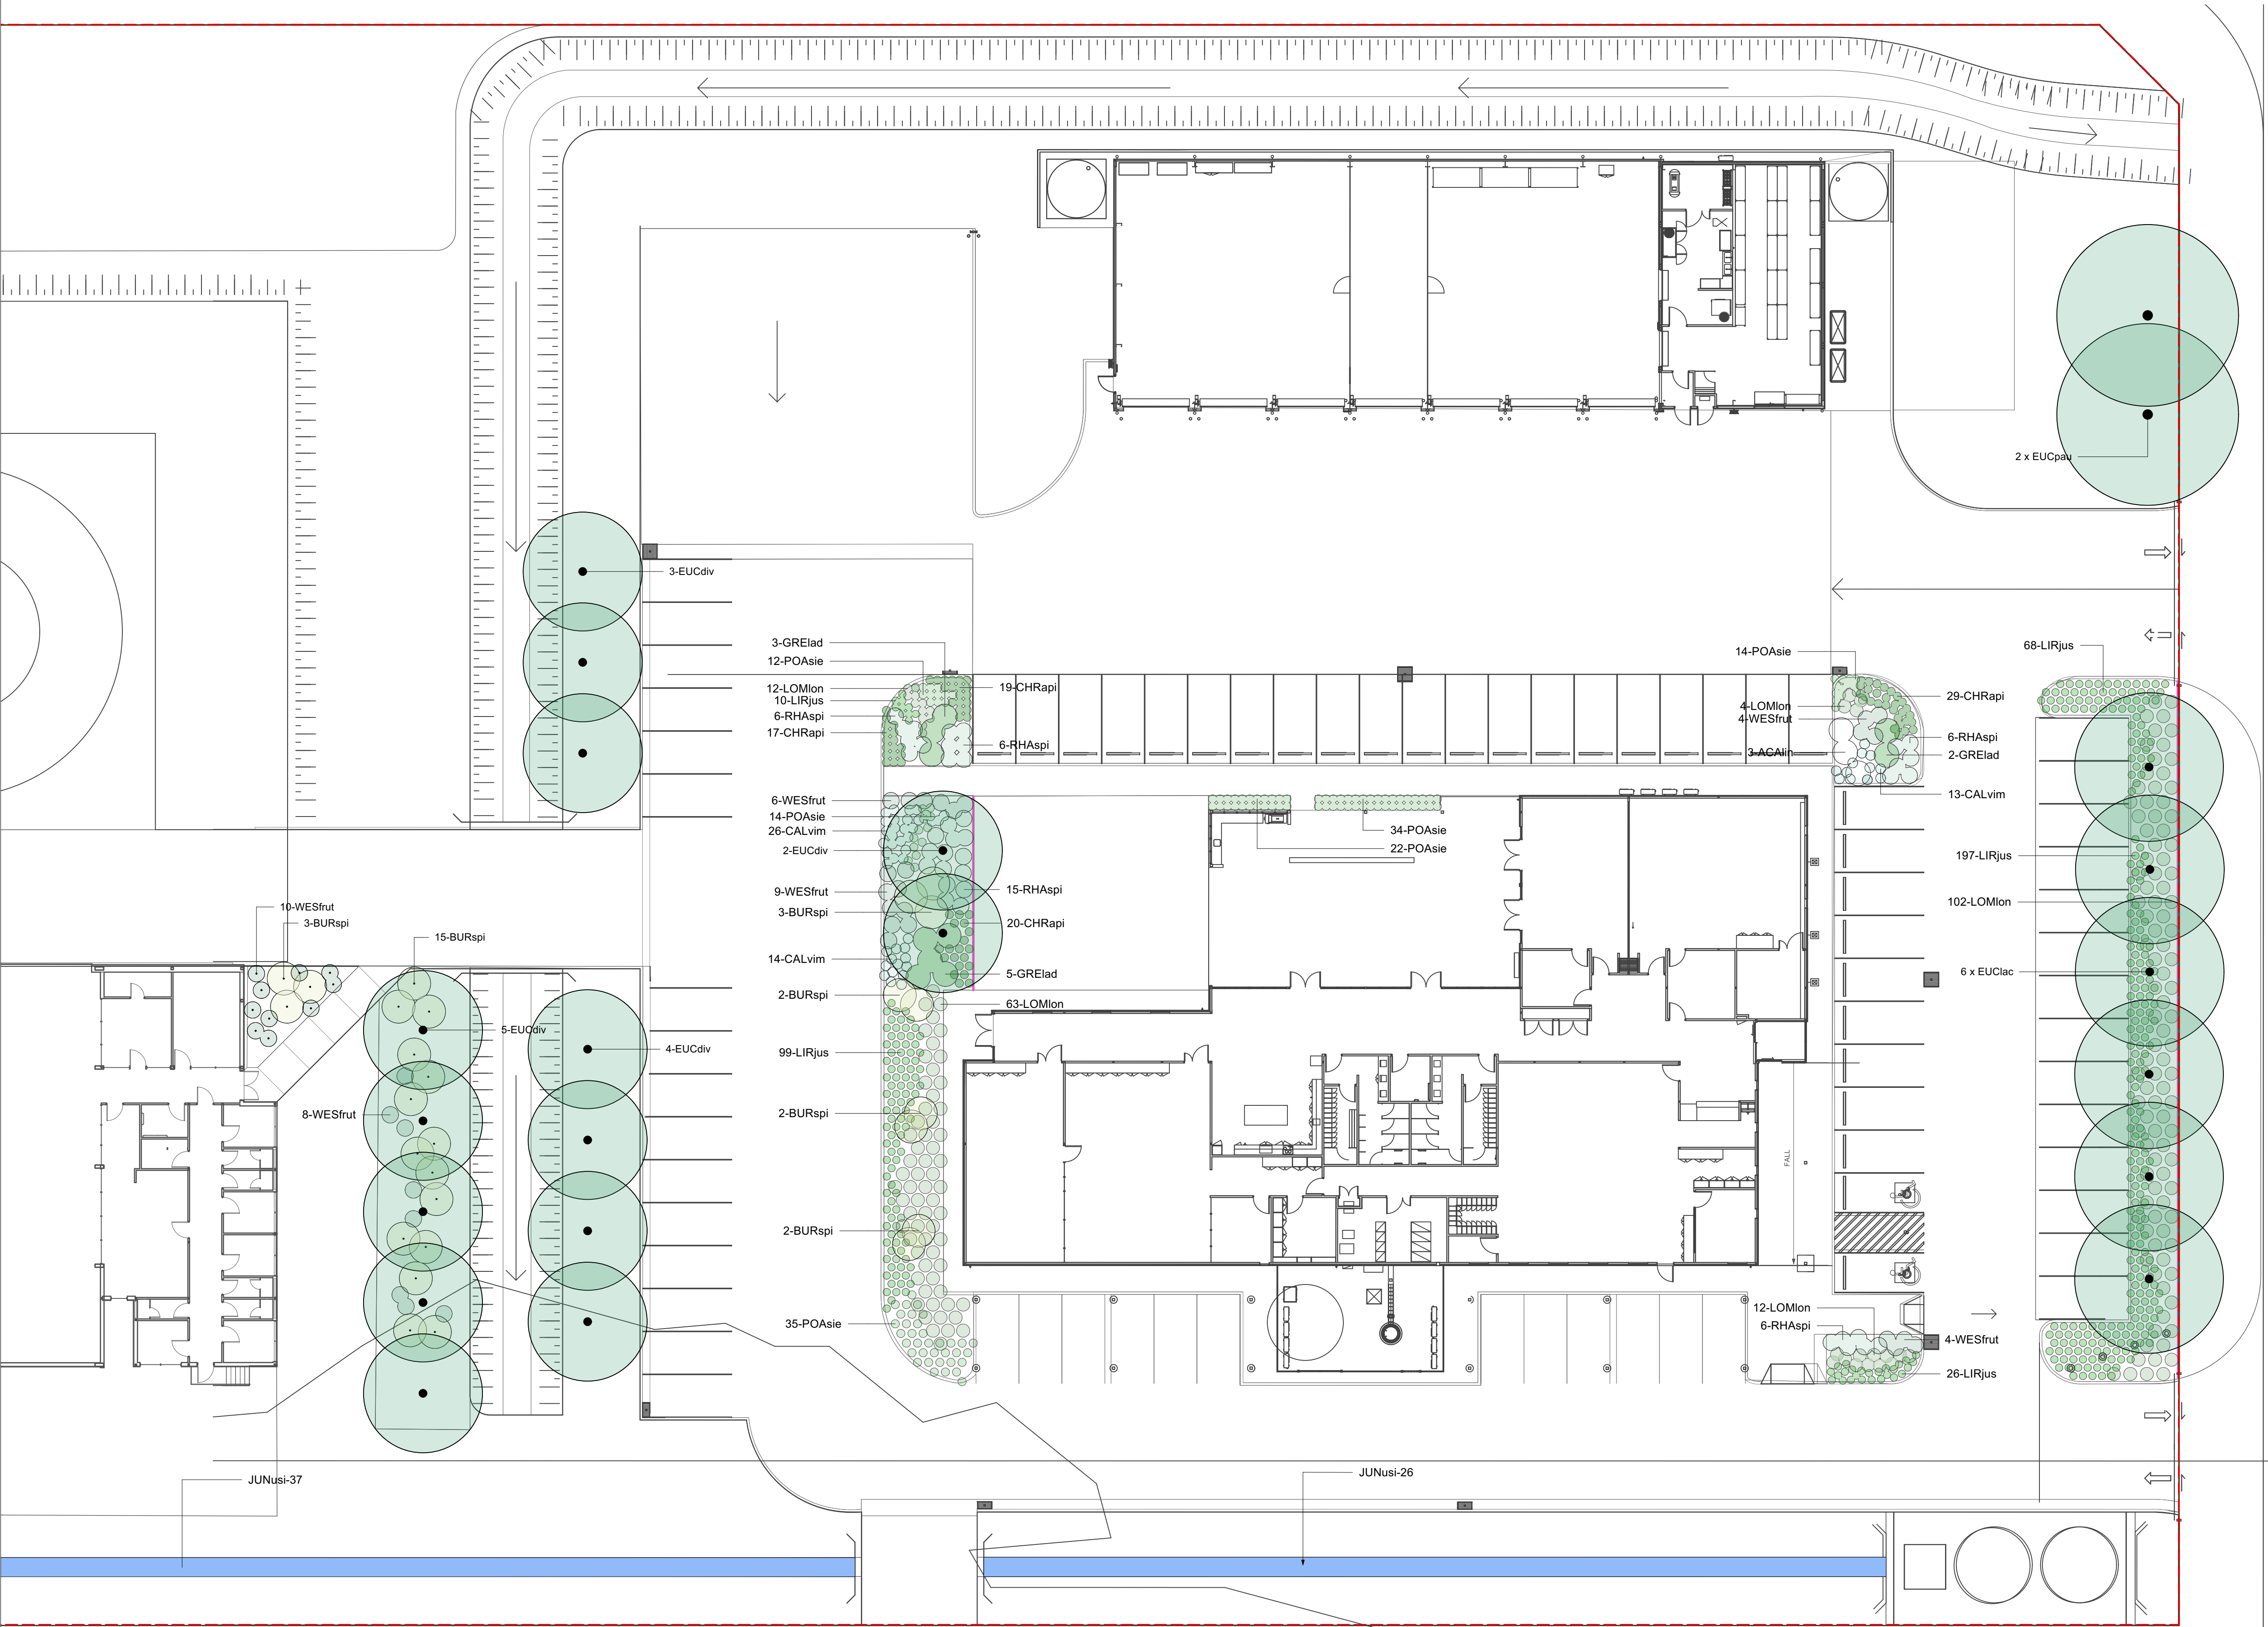 2 x EUCpau
3-EUCdiv
3-GRElad
12-POAsie
12-LOMlon
10-LIRjus
6-RHAspi
17-CHRapi
19-CHRapi
6-RHAspi
14-POAsie
4-LOMlon
4-WESfrut
3-ACAlin
68-LIRjus
29-CHRapi
6-RHAspi
2-GRElad
13-CALvim
6-WESfrut
14-POAsie
26-CALvim
2-EUCdiv
9-WESfrut
3-BURspi
14-CALvim
2-BURspi
34-POAsie
22-POAsie
15-RHAspi
20-CHRapi
5-GRElad
63-LOMlon
197-LIRjus
102-LOMlon
6 x EUClac
10-WESfrut
3-BURspi
15-BURspi
5-EUCdiv
4-EUCdiv
8-WESfrut
99-LIRjus
2-BURspi
2-BURspi
35-POAsie
FALL
12-LOMlon
6-RHAspi
4-WESfrut
26-LIRjus
JUNusi-37
JUNusi-26